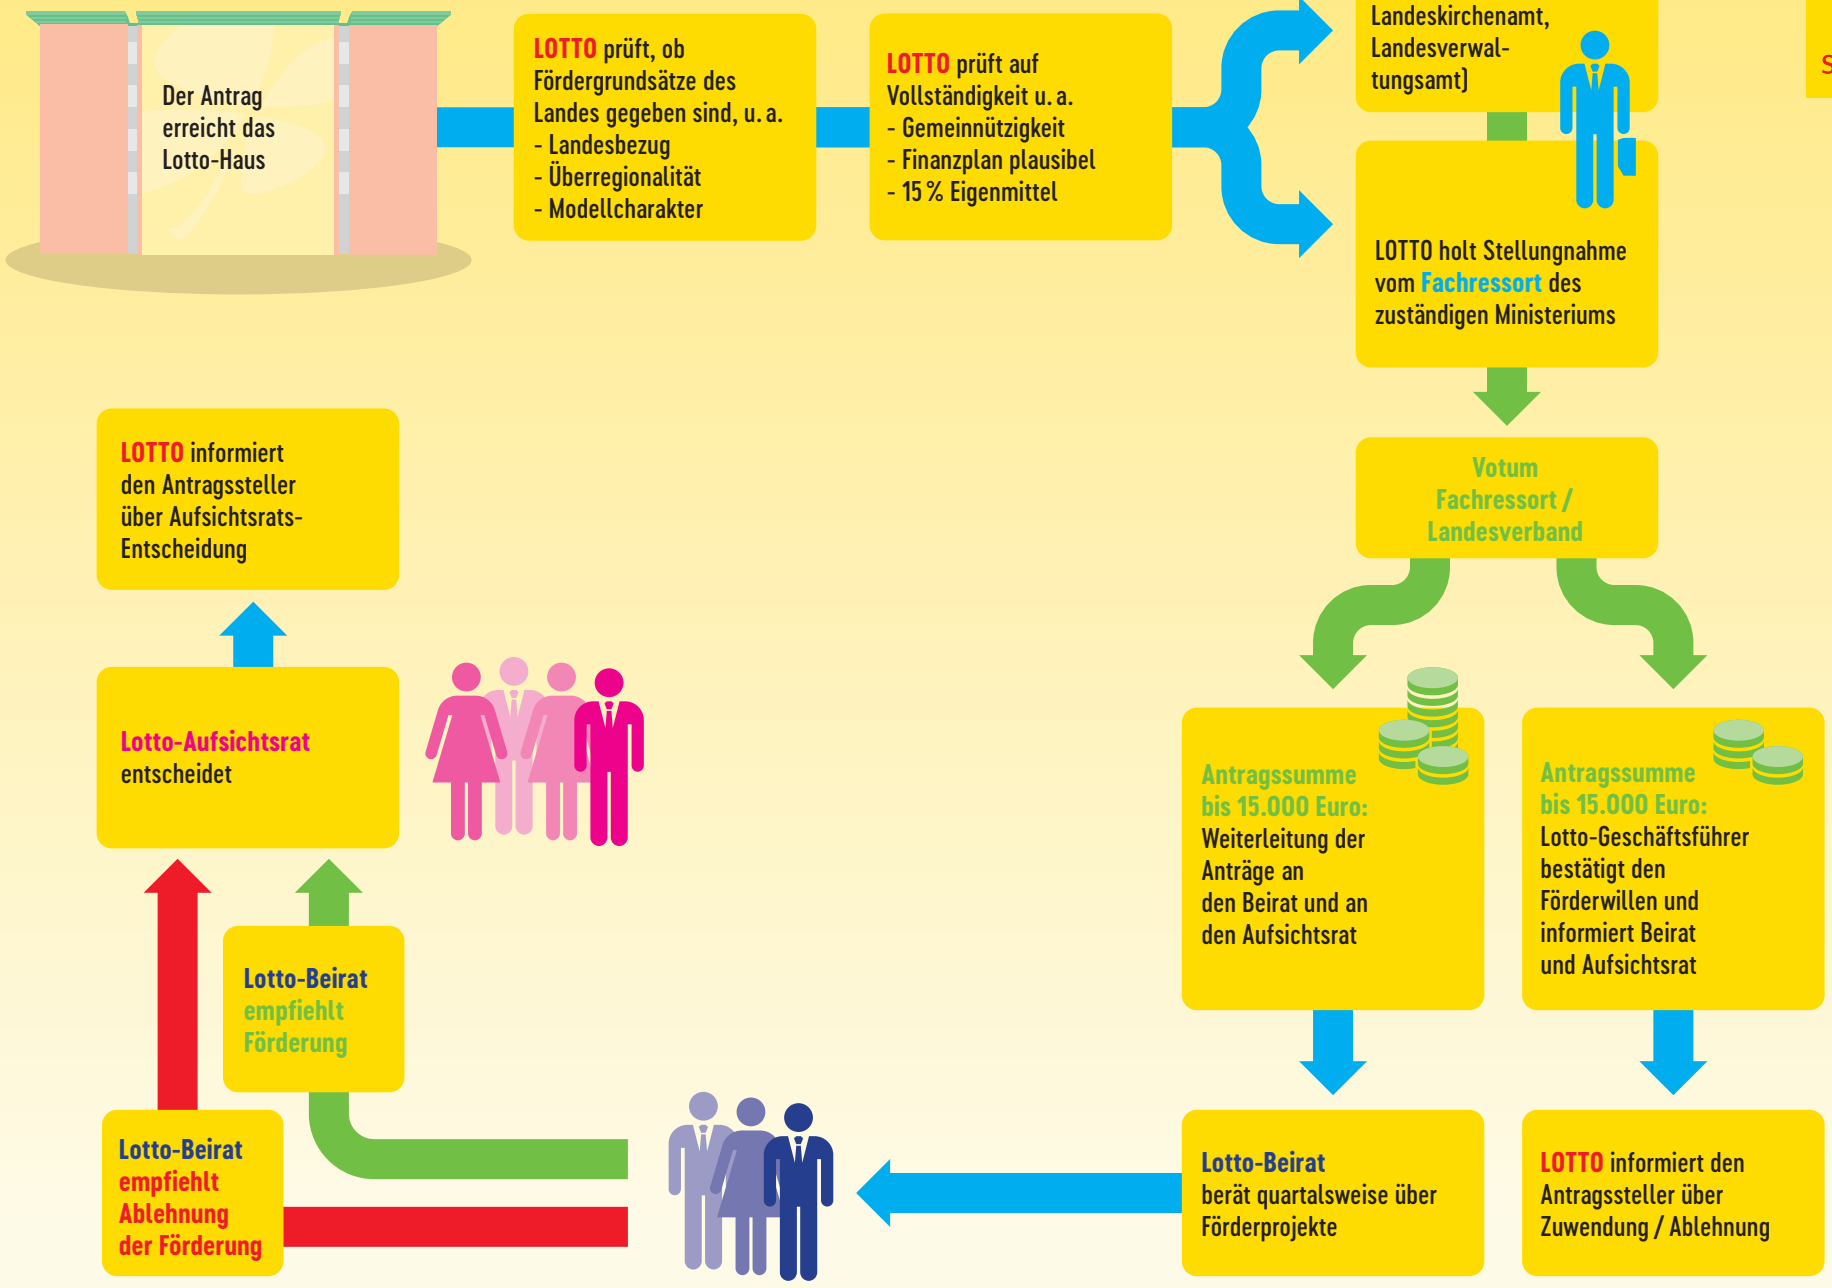 Der Antrag
erreicht das
Lotto-Haus
LOTTO prüft, ob
Fördergrundsätze des
Landes gegeben sind, u. a.
- Landesbezug
- Überregionalität
- Modellcharakter
LOTTO prüft auf
Vollständigkeit u. a.
- Gemeinnützigkeit
- Finanzplan plausibel
- 15 % Eigenmittel
Landeskirchenamt,
Landesverwal-
tungsamt)
S
LOTTO holt Stellungnahme
vom Fachressort des
zuständigen Ministeriums
Votum
Fachressort /
Landesverband
Antragssumme
bis 15.000 Euro:
Weiterleitung der
Anträge an
den Beirat und an
den Aufsichtsrat
Antragssumme
bis 15.000 Euro:
Lotto-Geschäftsführer
bestätigt den
Förderwillen und
informiert Beirat
und Aufsichtsrat
LOTTO informiert den
Antragssteller über
Zuwendung / Ablehnung
Lotto-Beirat
berät quartalsweise über
Förderprojekte
Lotto-Beirat
empfiehlt
Ablehnung
der Förderung
Lotto-Beirat
empfiehlt
Förderung
Lotto-Aufsichtsrat
entscheidet
LOTTO informiert
den Antragssteller
über Aufsichtsrats-
Entscheidung